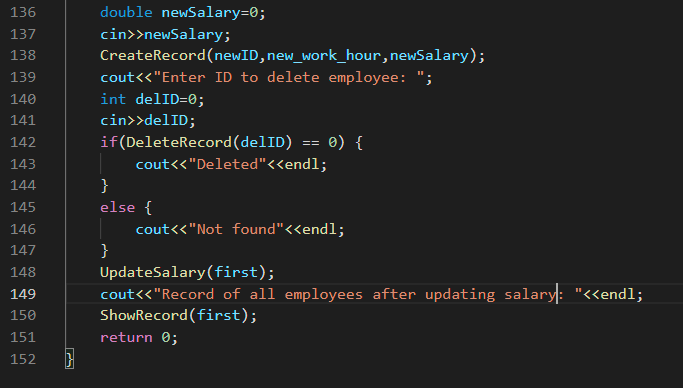 136 double newSalary=0;
137 cin>>newSalary;
138 CreateRecord(newID,new_work_hour,newSalary);
139 cout<<"Enter ID to delete employee: ";
140 int delID=0;
141 cin>>delID;
142 if(DeleteRecord(delID) == 0) {
143 cout<<"Deleted"<<endl;
144 }
145 else {
146 cout<<"Not found"<<endl;
147 }
148 UpdateSalary(first);
149 cout<<"Record of all employees after updating salary: "<<endl;
150 ShowRecord(first);
151 return 0;
152 }